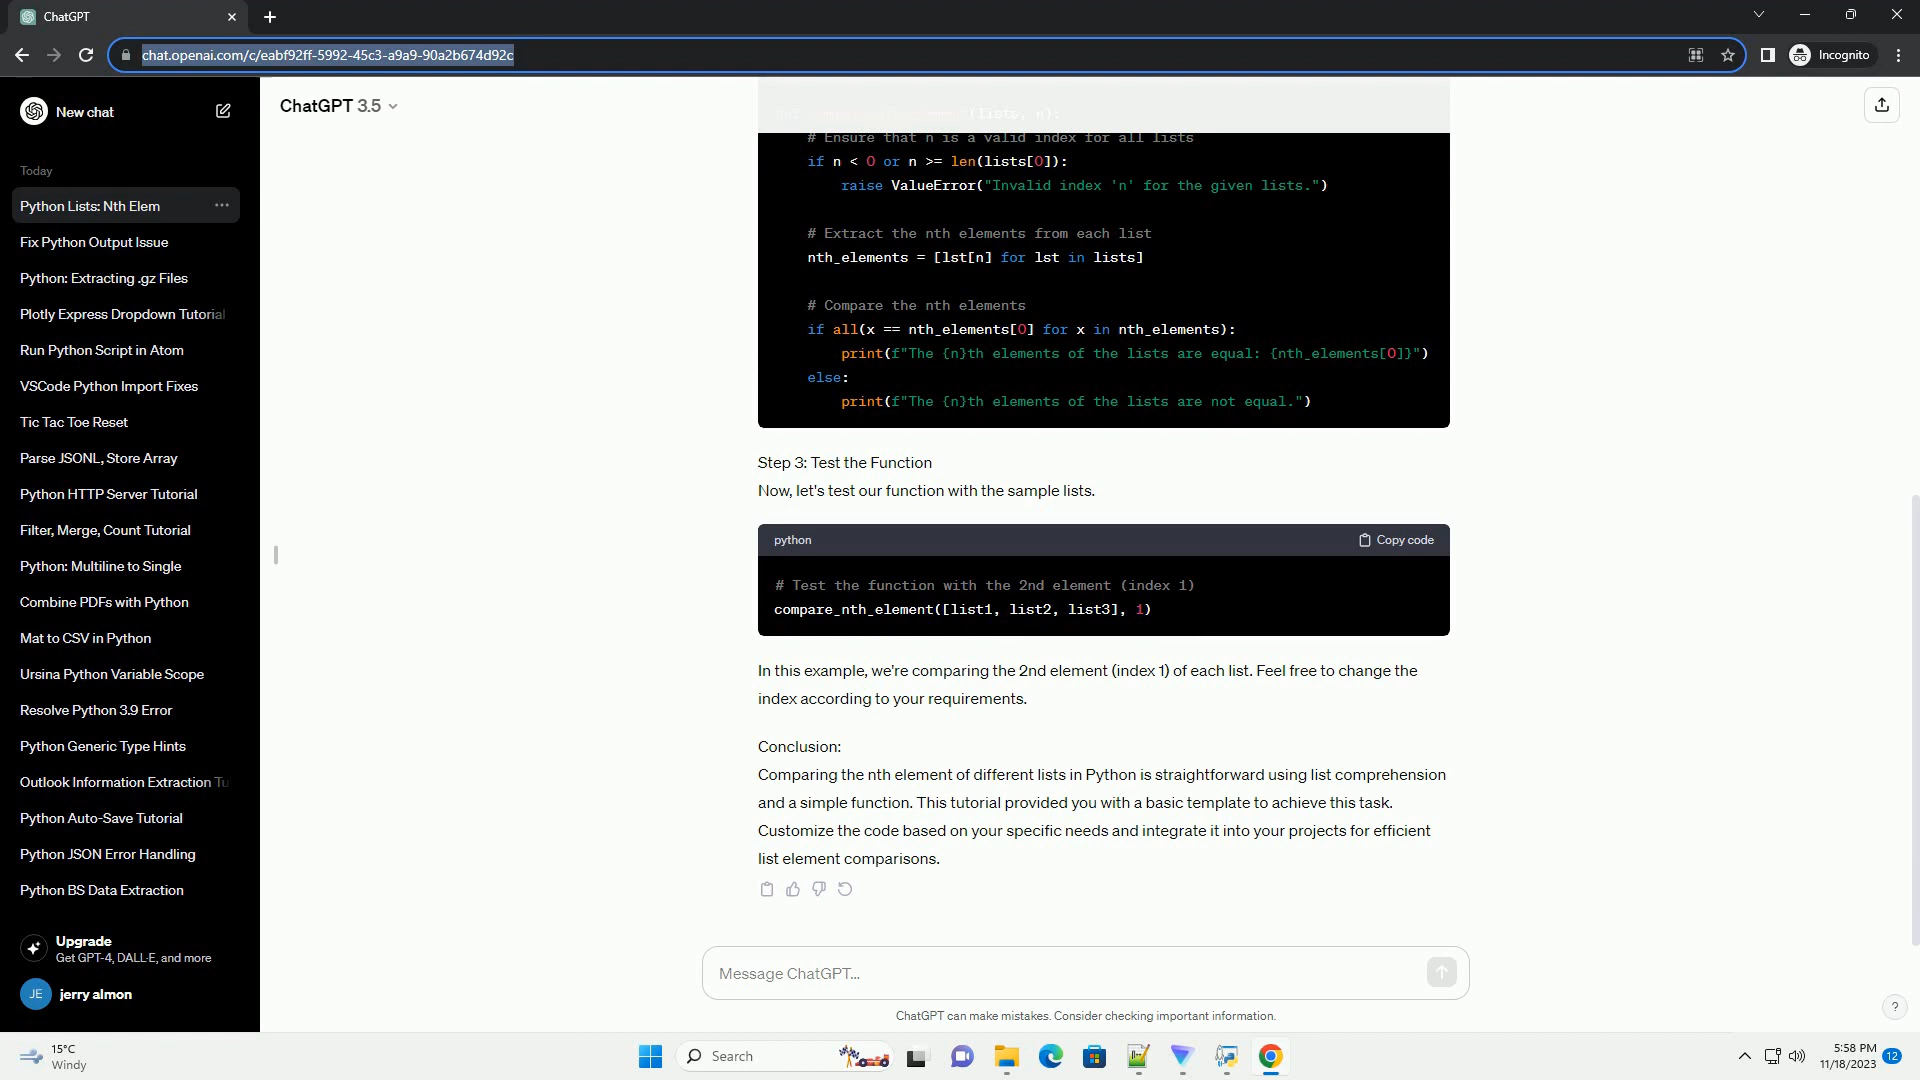 ChatGPT
chat.openai.com/c/eabf92ff-5992-45c3-a9a9-90a2b674d92c
Incognito
New chat
Today
Python Lists: Nth Elem
Fix Python Output Issue
Python: Extracting .gz Files
Plotly Express Dropdown Tutorial
Run Python Script in Atom
VSCode Python Import Fixes
Tic Tac Toe Reset
Parse JSONL, Store Array
Python HTTP Server Tutorial
Filter, Merge, Count Tutorial
Python: Multiline to Single
Combine PDFs with Python
Mat to CSV in Python
Ursina Python Variable Scope
Resolve Python 3.9 Error
Python Generic Type Hints
Outlook Information Extraction Tu
Python Auto-Save Tutorial
Python JSON Error Handling
Python BS Data Extraction
Upgrade
Get GPT-4, DALL·E, and more
JE
jerry almon
ChatGPT 3.5
(lists, n):
# Ensure that n is a valid index for all lists
if n < 0 or n >= len(lists[0]):
raise ValueError("Invalid index 'n' for the given lists.")
# Extract the nth elements from each list
nth_elements = [lst[n] for lst in lists]
# Compare the nth elements
if all(x == nth_elements[0] for x in nth_elements):
print(f"The {n}th elements of the lists are equal: {nth_elements[0]}")
else:
print(f"The {n}th elements of the lists are not equal.")
Step 3: Test the Function
Now, let's test our function with the sample lists.
python
Copy code
# Test the function with the 2nd element (index 1)
compare_nth_element([list1, list2, list3], 1)
In this example, we're comparing the 2nd element (index 1) of each list. Feel free to change the
index according to your requirements.
Conclusion:
Comparing the nth element of different lists in Python is straightforward using list comprehension
and a simple function. This tutorial provided you with a basic template to achieve this task.
Customize the code based on your specific needs and integrate it into your projects for efficient
list element comparisons.
Message ChatGPT...
ChatGPT can make mistakes. Consider checking important information.
?
15°C
Windy
Search
5:58 PM
11/18/2023
12